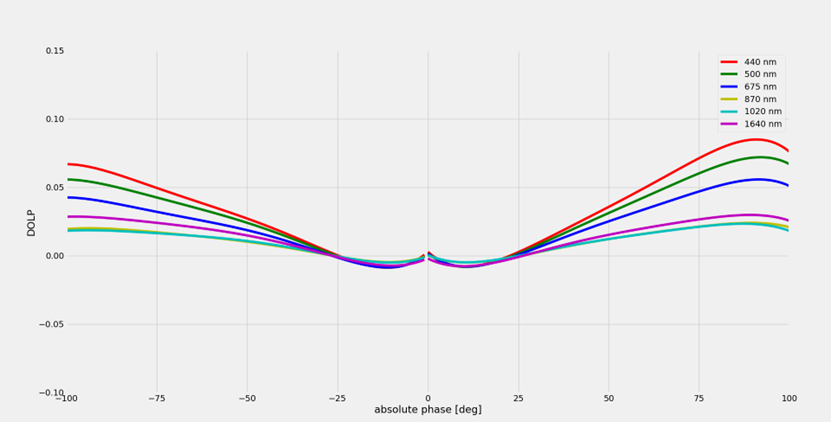 0.15
0.10
0.05
0.00
−0.05
−0.10
DOLP
−100
−75
−50
−25
0
25
50
75
100
absolute phase [deg]
440 nm
500 nm
675 nm
870 nm
1020 nm
1640 nm